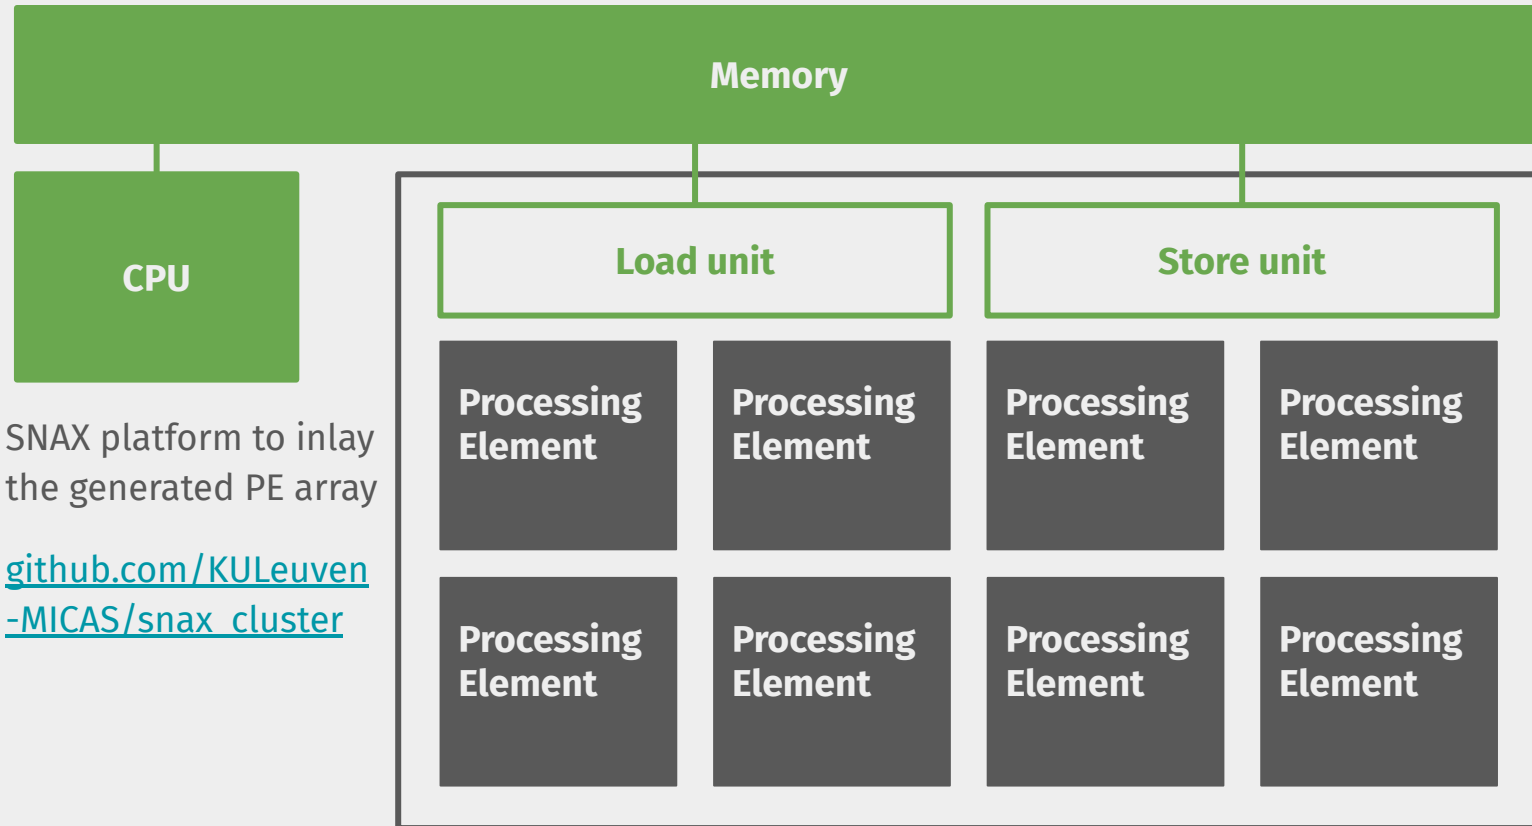 Memory
CPU
Load unit
Store unit
SNAX platform to inlay
the generated PE array
github.com/KULeuven
-MICAS/snax_cluster
Processing
Element
Processing
Element
Processing
Element
Processing
Element
Processing
Element
Processing
Element
Processing
Element
Processing
Element